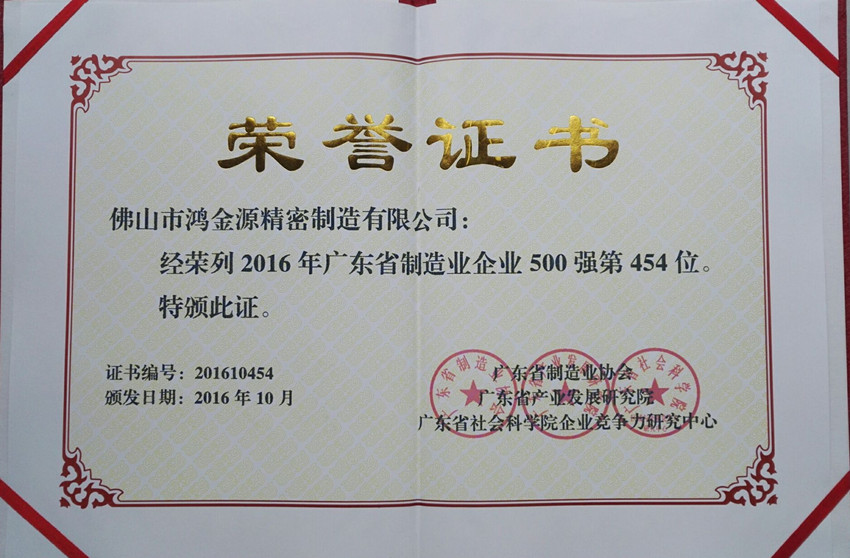 荣誉证书
佛山市鸿金源精密制造有限公司：
经荣列2016年广东省制造业企业500强第454位。
特颁此证。
证书编号：201610454
颁发日期：2016年10月
广东省制造业协会
广东省产业发展研究院
广东省社会科学院企业竞争力研究中心